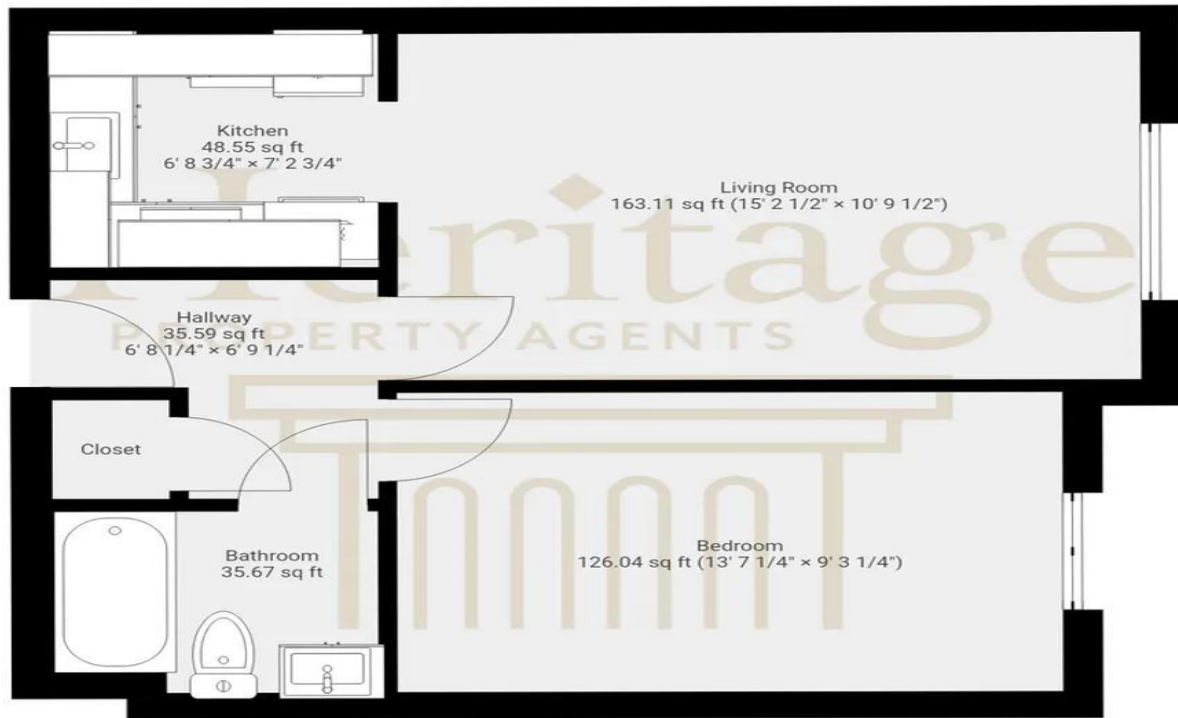 Kitchen
48.55 sq ft
6' 8 3/4" × 7' 2 3/4"
Living Room
163.11 sq ft (15' 2 1/2" × 10' 9 1/2")
Heritage
PROPERTY AGENTS
Hallway
35.59 sq ft
6' 8 1/4" × 6' 9 1/4"
Closet
Bathroom
35.67 sq ft
Bedroom
126.04 sq ft (13' 7 1/4" × 9' 3 1/4")